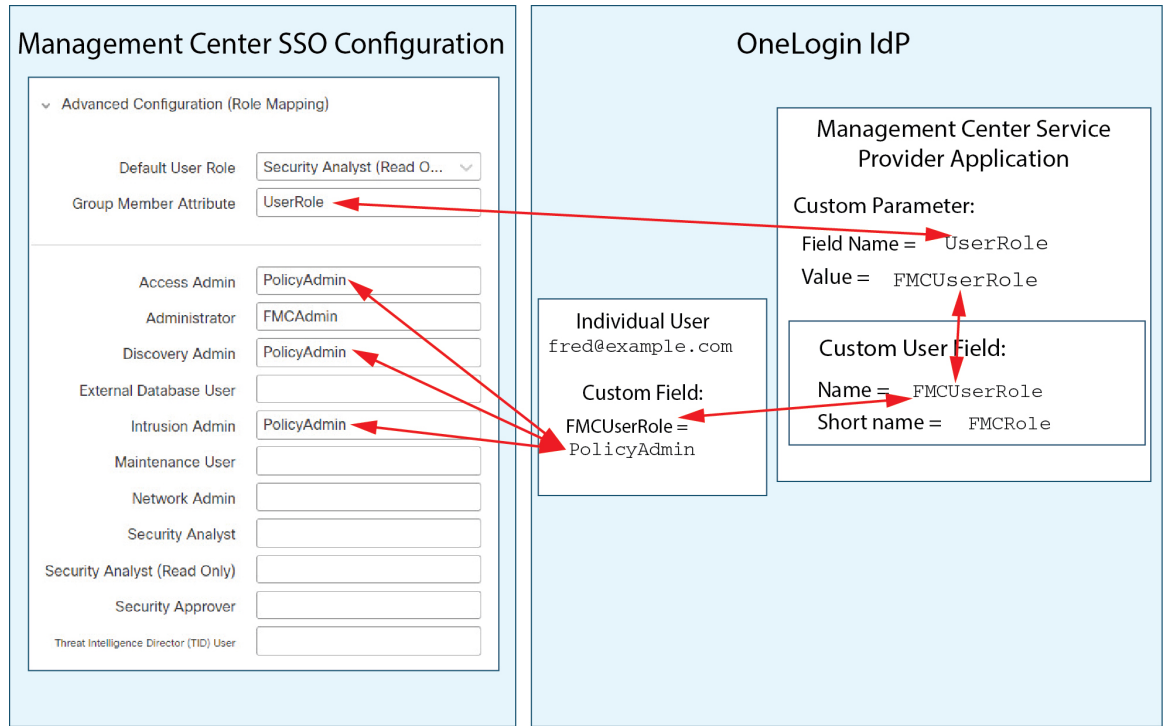 Management Center SSO Configuration
Advanced Configuration (Role Mapping)
Default User Role Security Analyst (Read O...
Group Member Attribute UserRole
Access Admin PolicyAdmin
Administrator FMCAdmin
Discovery Admin PolicyAdmin
External Database User
Intrusion Admin PolicyAdmin
Maintenance User
Network Admin
Security Analyst
Security Analyst (Read Only)
Security Approver
Threat Intelligence Director (TID) User
OneLogin IdP
Individual User
fred@example.com
Custom Field:
FMCUserRole =
PolicyAdmin
Management Center Service
Provider Application
Custom Parameter:
Field Name = UserRole
Value = FMCUserRole
Custom User Field:
Name = FMCUserRole
Short name = FMCRole